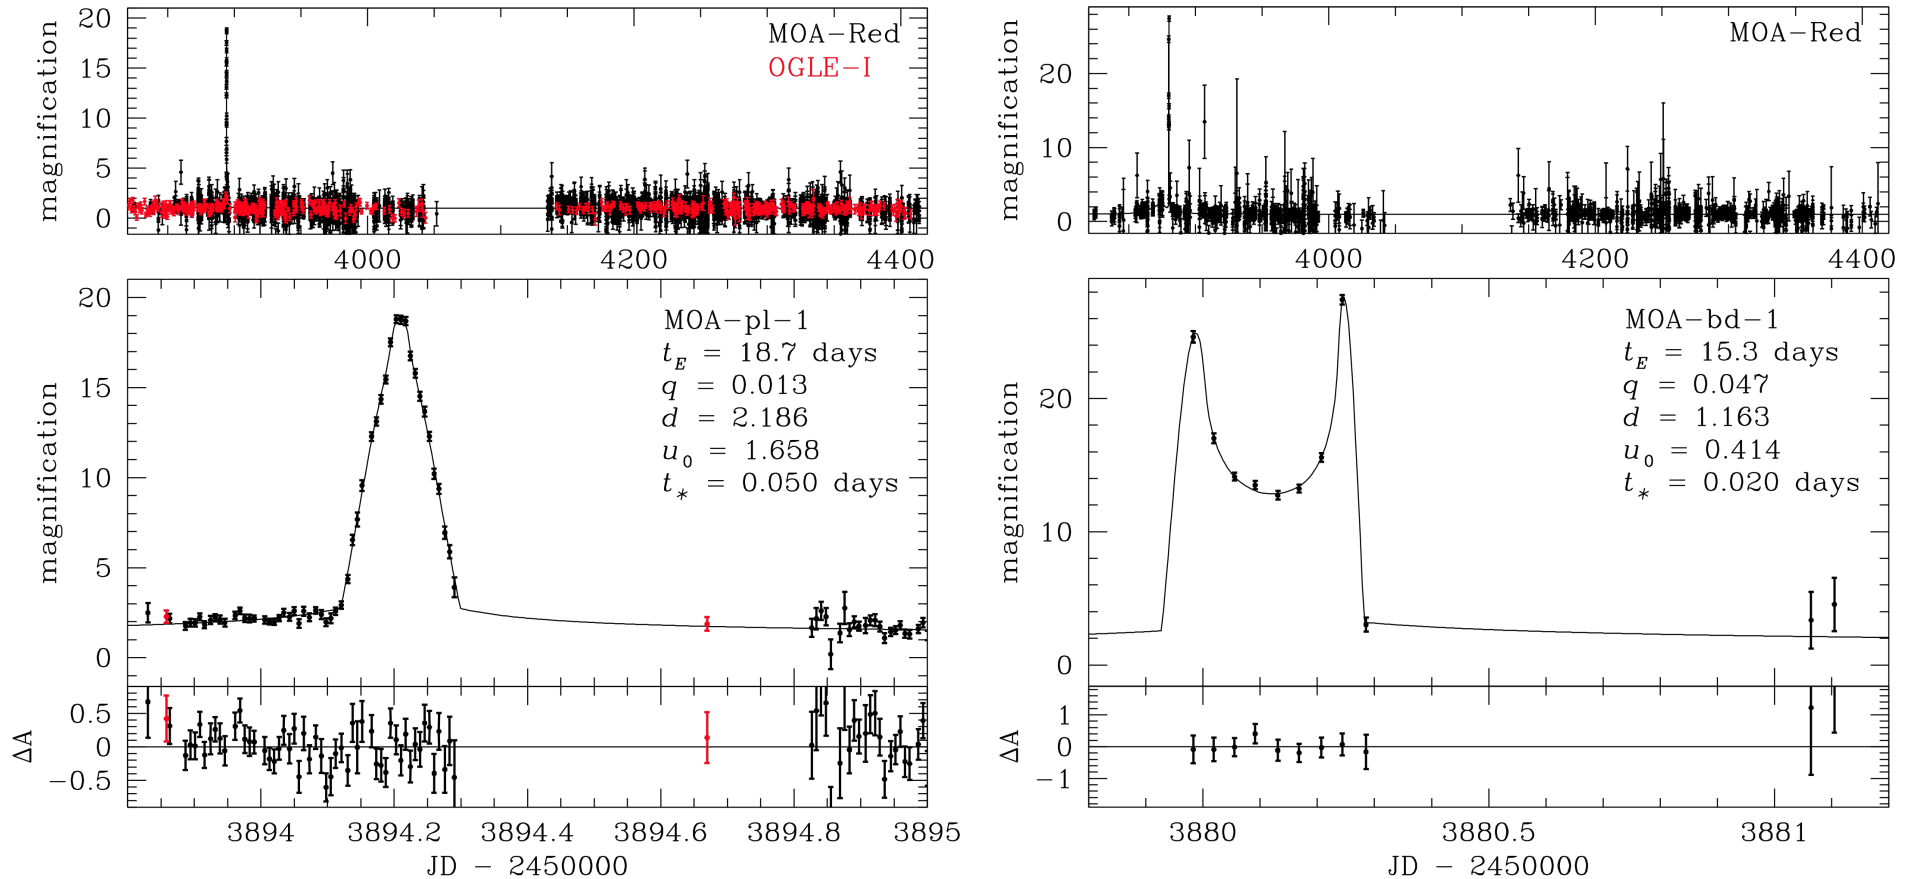 magnification
20
15
10
5
0
MOA-Red
OGLE-I
4000 4200 4400
magnification
20
15
10
5
0
MOA-pl-1
t_E = 18.7 days
q = 0.013
d = 2.186
u_0 = 1.658
t_* = 0.050 days
ΔA
0.5
0
-0.5
3894 3894.2 3894.4 3894.6 3894.8 3895
JD - 2450000
magnification
20
10
0
MOA-Red
4000 4200 4400
magnification
20
10
0
MOA-bd-1
t_E = 15.3 days
q = 0.047
d = 1.163
u_0 = 0.414
t_* = 0.020 days
ΔA
1
0
-1
3880 3880.5 3881
JD - 2450000